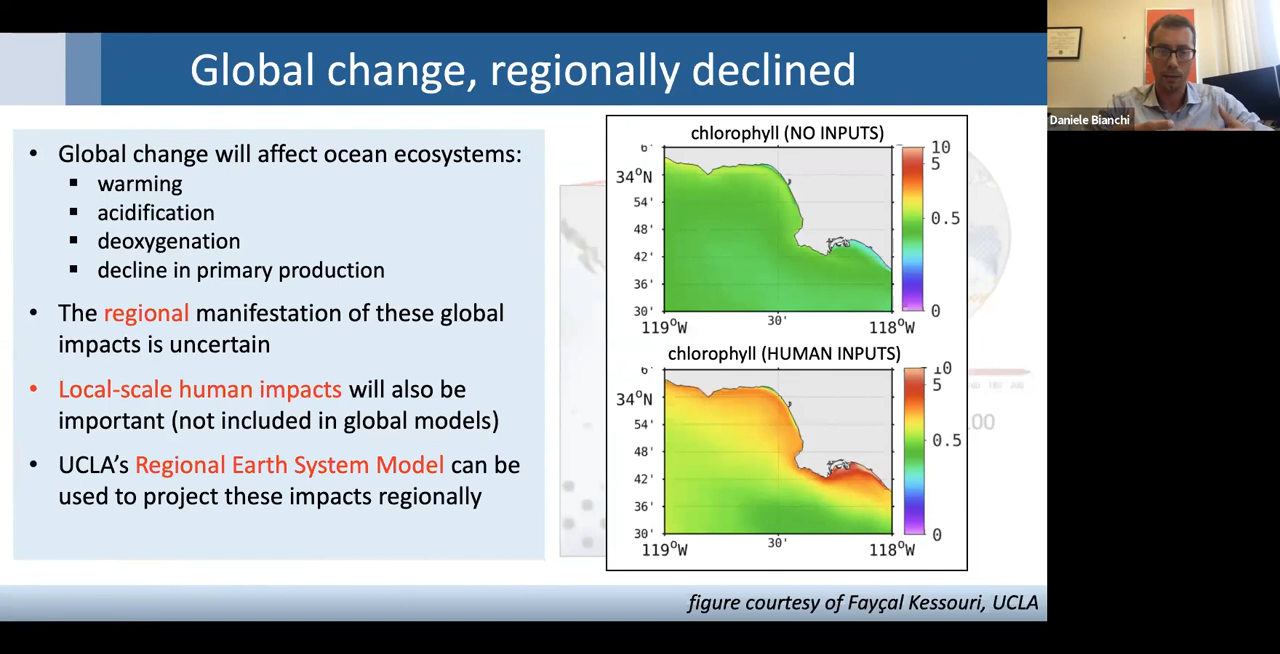 Global change, regionally declined
Daniele Bianchi
• Global change will affect ocean ecosystems:
▪ warming
▪ acidification
▪ deoxygenation
▪ decline in primary production
• The regional manifestation of these global
impacts is uncertain
• Local-scale human impacts will also be
important (not included in global models)
• UCLA's Regional Earth System Model can be
used to project these impacts regionally
chlorophyll (NO INPUTS)
6'
34°N
54'
48'
42'
36'
30'
119°W
30'
118°W
10
5
0.5
0
chlorophyll (HUMAN INPUTS)
6'
34°N
54'
48'
42'
36'
30'
119°W
30'
118°W
10
5
0.5
0
figure courtesy of Fayçal Kessouri, UCLA